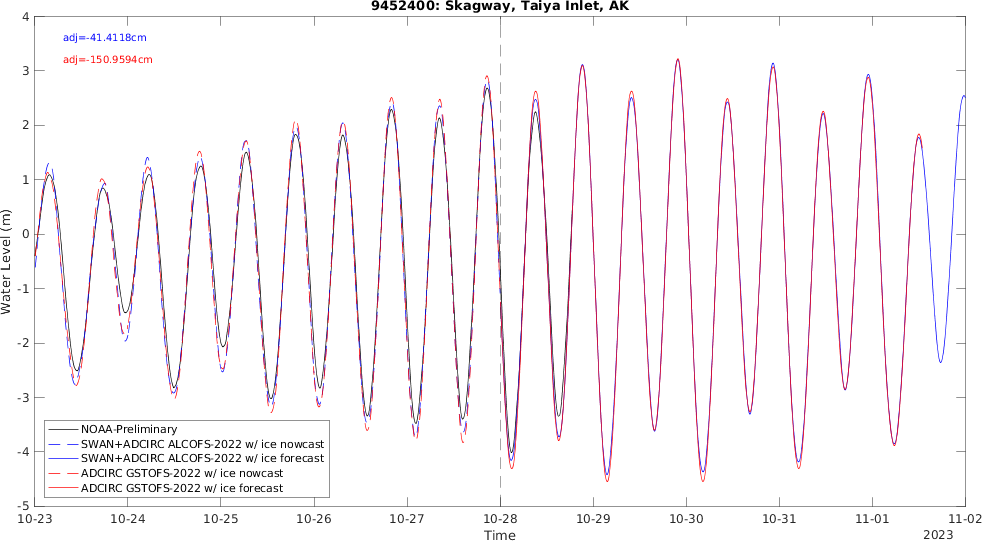 9452400: Skagway, Taiya Inlet, AK
adj=-41.4118cm
adj=-150.9594cm
Water Level (m)
4
3
2
1
0
-1
-2
-3
-4
-5
NOAA-Preliminary
SWAN+ADCIRC ALCOFS-2022 w/ ice nowcast
SWAN+ADCIRC ALCOFS-2022 w/ ice forecast
ADCIRC GSTOFS-2022 w/ ice nowcast
ADCIRC GSTOFS-2022 w/ ice forecast
10-23 10-24 10-25 10-26 10-27 10-28 10-29 10-30 10-31 11-01 11-02
Time
2023